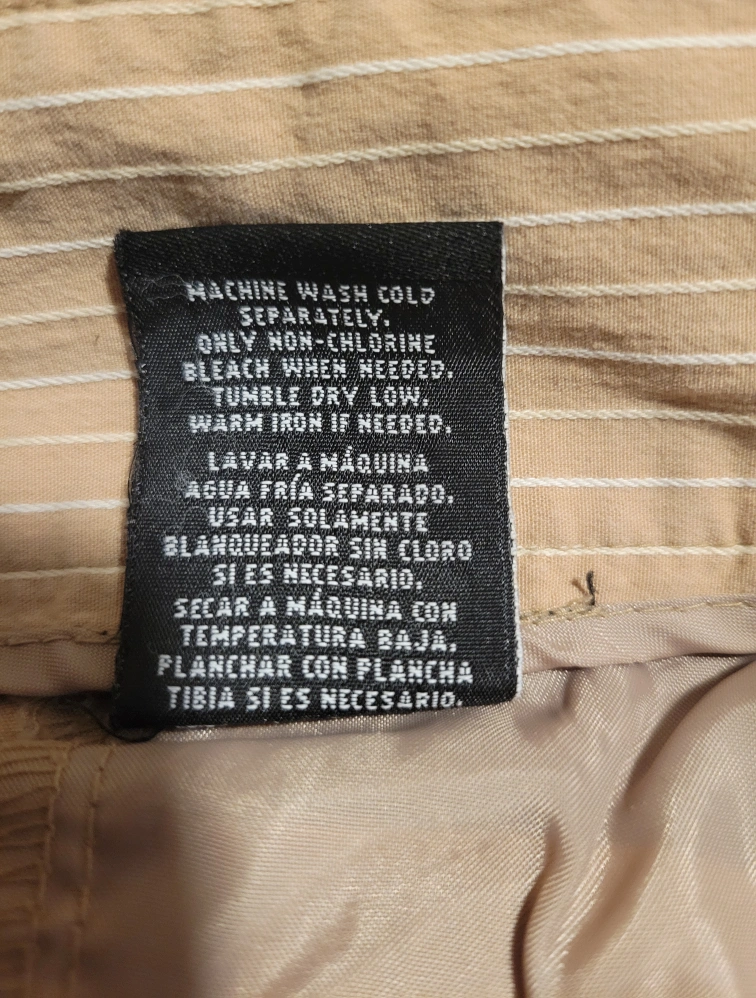 MACHINE WASH COLD
SEPARATELY.
ONLY NON-CHLORINE
BLEACH WHEN NEEDED.
TUMBLE DRY LOW.
WARM IRON IF NEEDED.
LAVAR A MÁQUINA
AGUA FRÍA SEPARADO.
USAR SOLAMENTE
BLANQUEADOR SIN CLORO
SI ES NECESARIO.
SECAR A MÁQUINA CON
TEMPERATURA BAJA.
PLANCHAR CON PLANCHA
TIBIA SI ES NECESARIO.